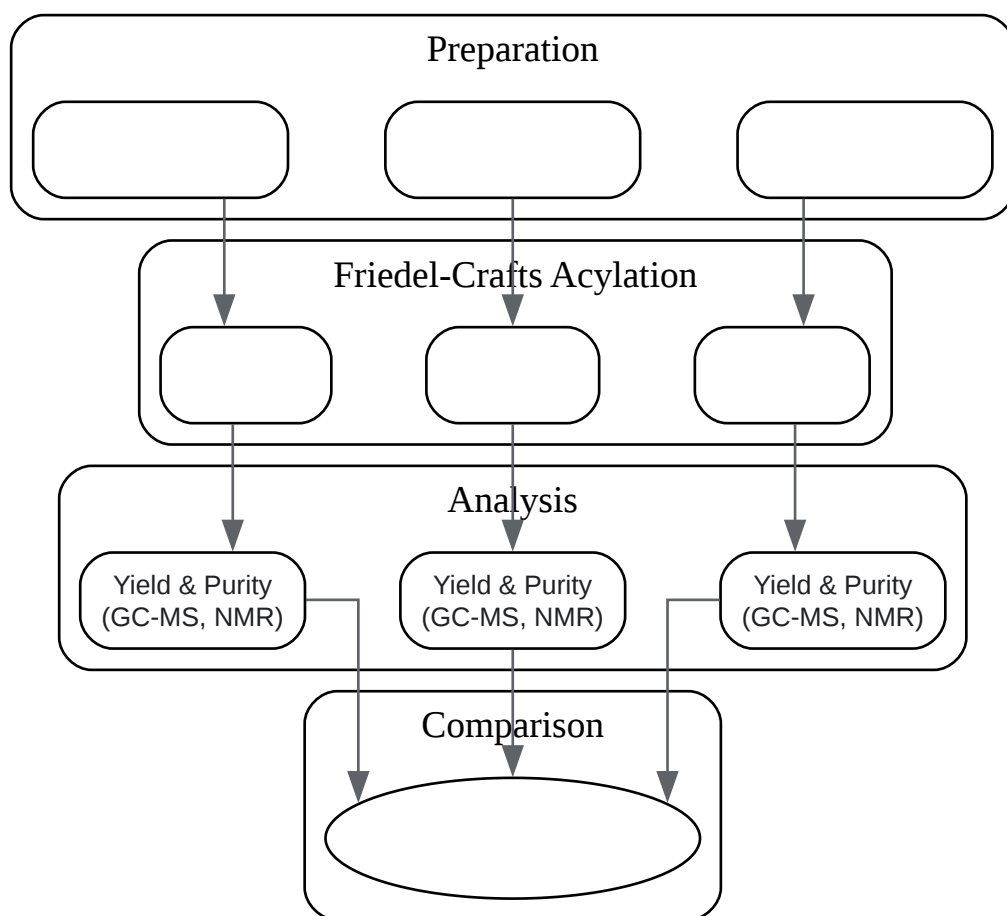 Preparation
Friedel-Crafts Acylation
Analysis
Yield & Purity
(GC-MS, NMR)
Yield & Purity
(GC-MS, NMR)
Yield & Purity
(GC-MS, NMR)
Comparison